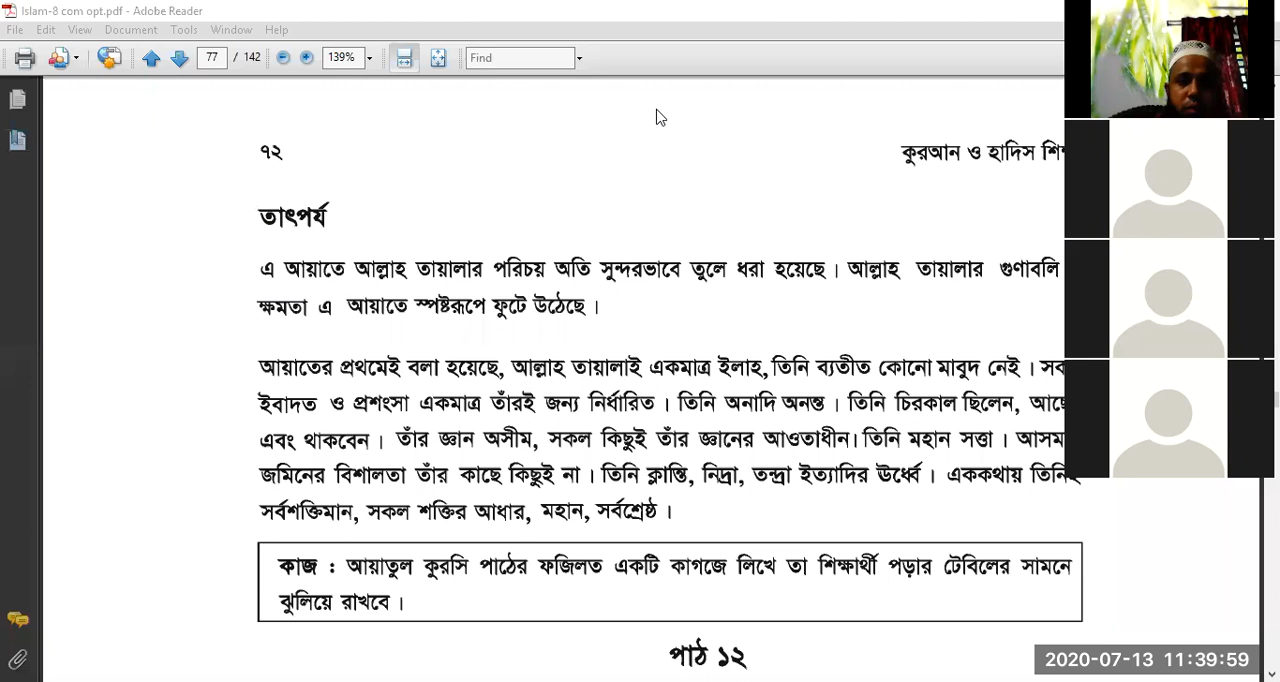 Islam-8 com opt.pdf - Adobe Reader
File Edit View Document Tools Window Help
77 / 142 139% Find
৭২ কুরআন ও হাদিস
তাৎপর্য
এ আয়াতে আল্লাহ তায়ালার পরিচয় অতি সুন্দরভাবে তুলে ধরা হয়েছে। আল্লাহ তায়ালার গুণাবলি
ক্ষমতা এ আয়াতে স্পষ্টরূপে ফুটে উঠেছে।
আয়াতের প্রথমেই বলা হয়েছে, আল্লাহ তায়ালাই একমাত্র ইলাহ, তিনি ব্যতীত কোনো মাবুদ নেই।
ইবাদত ও প্রশংসা একমাত্র তাঁরই জন্য নির্ধারিত। তিনি অনাদি অনন্ত। তিনি চিরকাল ছিলেন,
এবং থাকবেন। তাঁর জ্ঞান অসীম, সকল কিছুই তাঁর জ্ঞানের আওতাধীন। তিনি মহান সত্তা।
জমিনের বিশালতা তাঁর কাছে কিছুই না। তিনি ক্লান্তি, নিদ্রা, তন্দ্রা ইত্যাদির ঊর্ধ্বে। এককথায়
সর্বশক্তিমান, সকল শক্তির আধার, মহান, সর্বশ্রেষ্ঠ।
কাজ : আয়াতুল কুরসি পাঠের ফজিলত একটি কাগজে লিখে তা শিক্ষার্থী পড়ার টেবিলের সামনে
ঝুলিয়ে রাখবে।
পাঠ ১২
2020-07-13 11:39:59